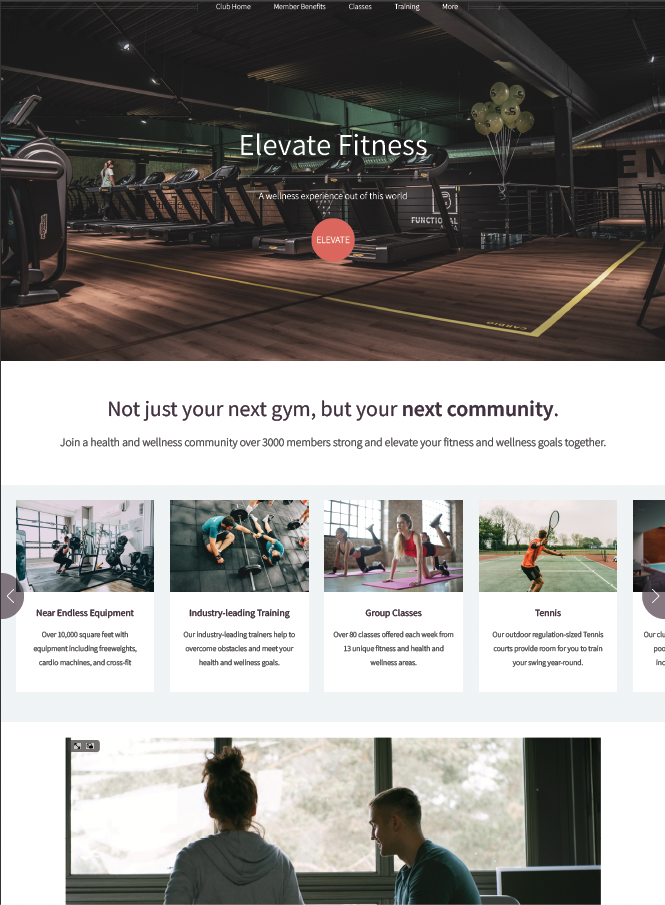 Club Home Member Benefits Classes Training More
Elevate Fitness
A wellness experience out of this world
FUNCTIONAL
ELEVATE
CARDIO
Not just your next gym, but your next community.
Join a health and wellness community over 3000 members strong and elevate your fitness and wellness goals together.
Near Endless Equipment
Over 10,000 square feet with
equipment including freeweights,
cardio machines, and cross-fit
Industry-leading Training
Our industry-leading trainers help to
overcome obstacles and meet your
health and wellness goals.
Group Classes
Over 80 classes offered each week from
13 unique fitness and health and
wellness areas.
Tennis
Our outdoor regulation-sized Tennis
courts provide room for you to train
your swing year-round.
Our clu
poo
inc